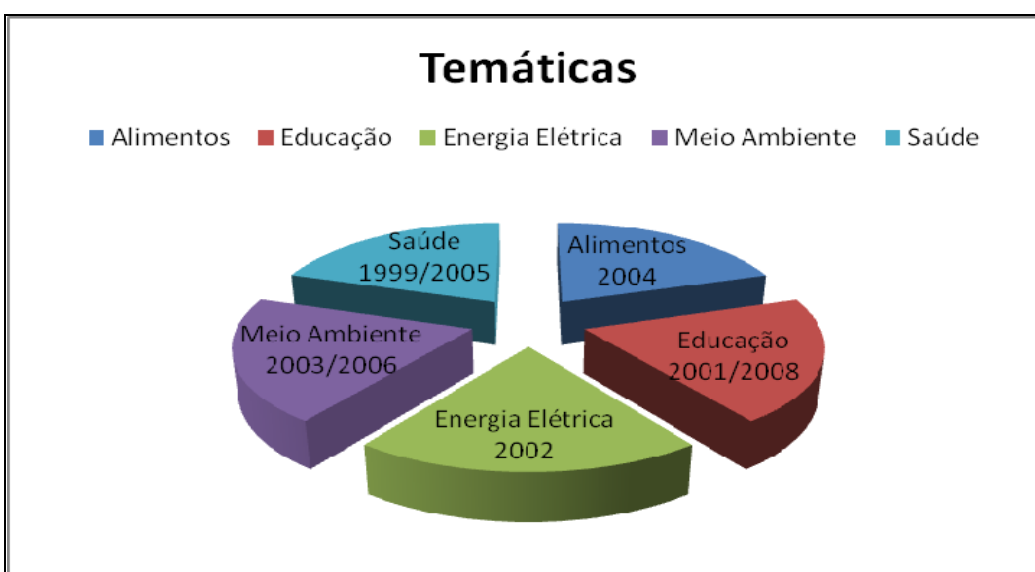 Temáticas
Alimentos Educação Energia Elétrica Meio Ambiente Saúde
Saúde
1999/2005
Alimentos
2004
Meio Ambiente
2003/2006
Educação
2001/2008
Energia Elétrica
2002